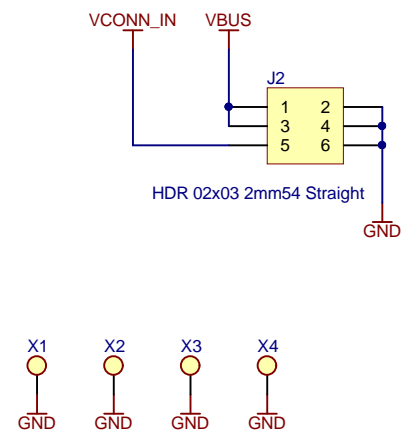 VCONN_IN VBUS
J2
1 2
3 4
5 6
HDR 02x03 2mm54 Straight
GND
X1 X2 X3 X4
GND GND GND GND